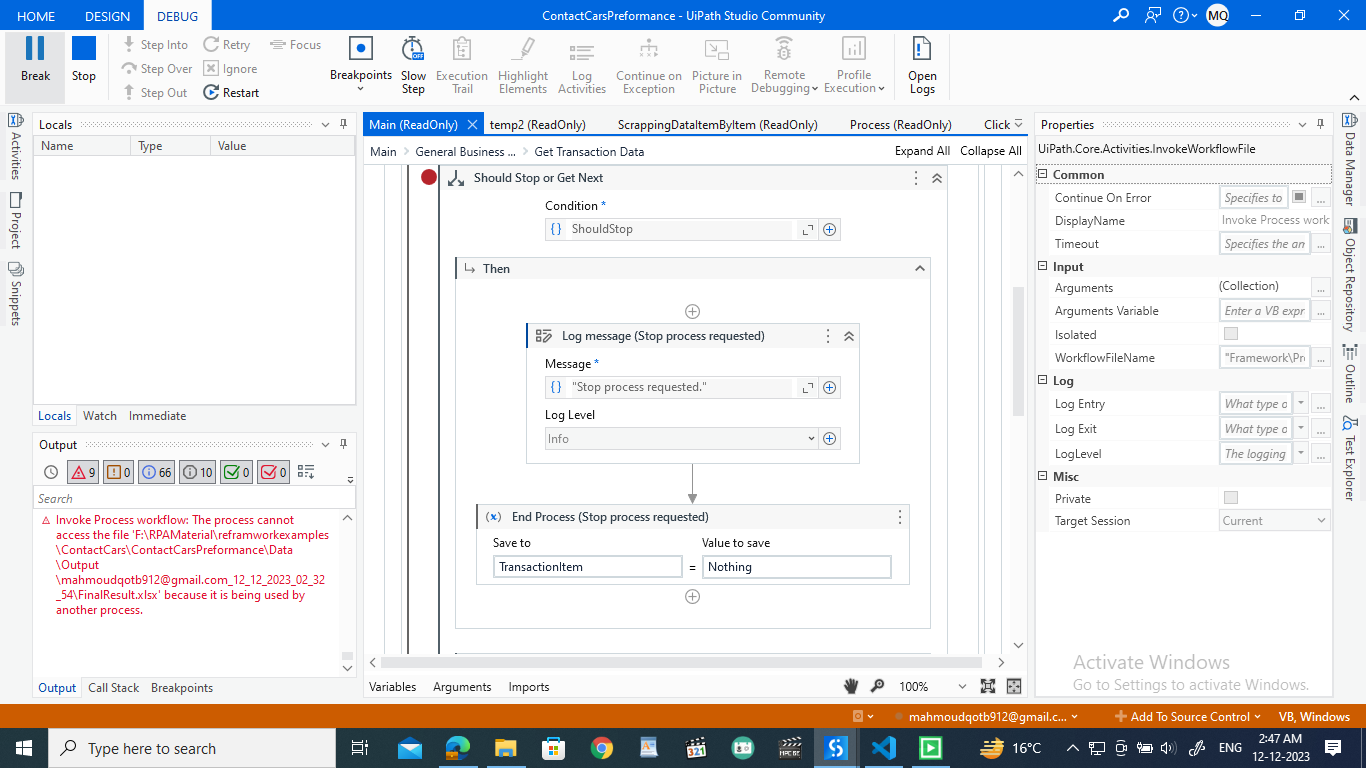 HOME DESIGN DEBUG ContactCarsPreformance - UiPath Studio Community MQ
Break Stop Step Into Retry Focus
Step Over Ignore
Step Out Restart
Breakpoints Slow Step Execution Trail Highlight Elements Log Activities Continue on Exception Picture in Picture Remote Debugging Profile Execution Open Logs
Activities
Project
Snippets
Locals
Name Type Value
Locals Watch Immediate
Output
9 0 66 10 0 0
Search
Invoke Process workflow: The process cannot
access the file 'F:\RPAMaterial\reframworkexamples
\ContactCars\ContactCarsPreformance\Data
\Output
\mahmoudqotb912@gmail.com_12_12_2023_02_32
_54\FinalResult.xlsx' because it is being used by
another process.
Output Call Stack Breakpoints
Main (ReadOnly) temp2 (ReadOnly) ScrappingDataItemByItem (ReadOnly) Process (ReadOnly) Click
Main General Business ... Get Transaction Data Expand All Collapse All
Should Stop or Get Next
Condition *
{} ShouldStop
Then
Log message (Stop process requested)
Message *
{} "Stop process requested."
Log Level
Info
(x) End Process (Stop process requested)
Save to Value to save
TransactionItem = Nothing
Variables Arguments Imports 100%
Properties
UiPath.Core.Activities.InvokeWorkflowFile
Common
Continue On Error Specifies to ...
DisplayName Invoke Process work
Timeout Specifies the an ...
Input
Arguments (Collection) ...
Arguments Variable Enter a VB expr ...
Isolated
WorkflowFileName "Framework\Pr ...
Log
Log Entry What type o ...
Log Exit What type o ...
LogLevel The logging ...
Misc
Private
Target Session Current
Activate Windows
Go to Settings to activate Windows.
Data Manager
Object Repository
Outline
Test Explorer
mahmoudqotb912@gmail.c... Add To Source Control VB, Windows
Type here to search 16°C ENG 2:47 AM
12-12-2023